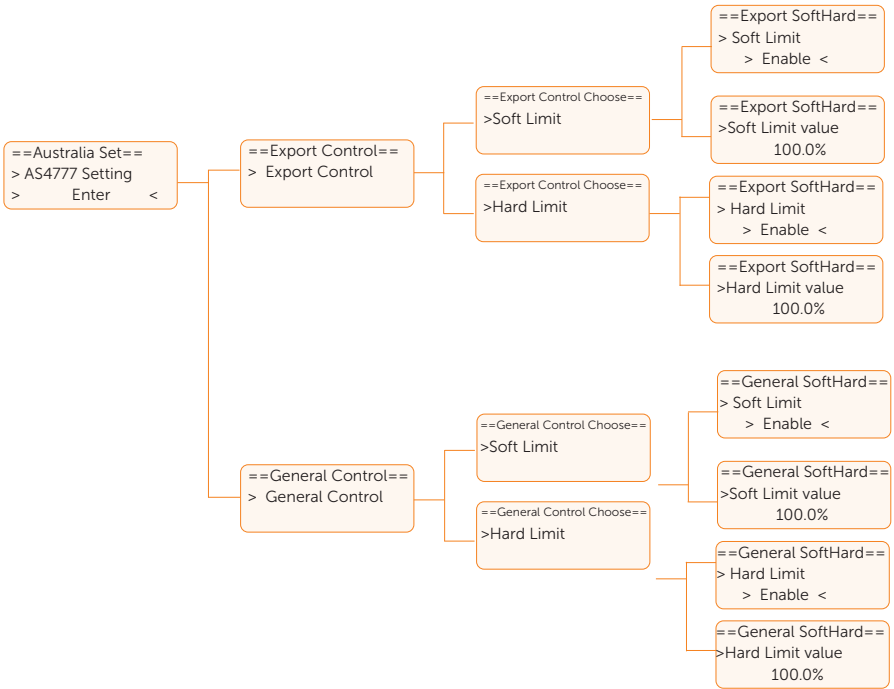 ==Australia Set==
> AS4777 Setting
> Enter <
==Export Control==
> Export Control
==Export Control Choose==
>Soft Limit
==Export SoftHard==
> Soft Limit
> Enable <
==Export SoftHard==
>Soft Limit value
100.0%
==Export Control Choose==
>Hard Limit
==Export SoftHard==
> Hard Limit
> Enable <
==Export SoftHard==
>Hard Limit value
100.0%
==General Control==
> General Control
==General Control Choose==
>Soft Limit
==General SoftHard==
> Soft Limit
> Enable <
==General SoftHard==
>Soft Limit value
100.0%
==General Control Choose==
>Hard Limit
==General SoftHard==
> Hard Limit
> Enable <
==General SoftHard==
>Hard Limit value
100.0%